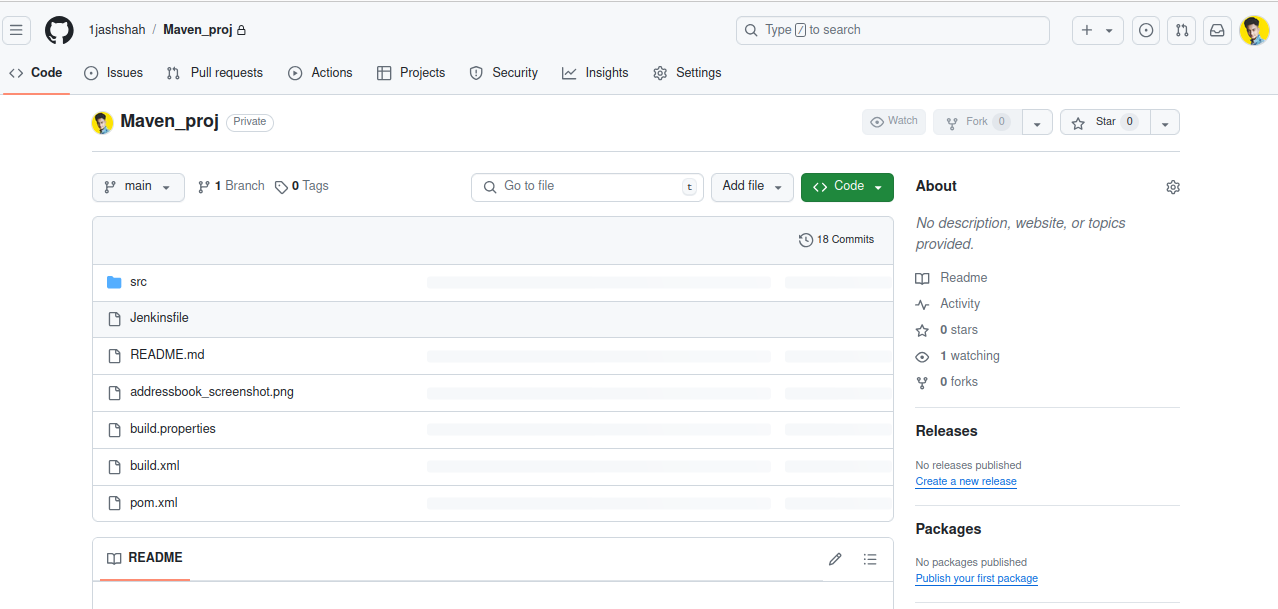 1jashshah / Maven_proj
Type / to search
Code Issues Pull requests Actions Projects Security Insights Settings
Maven_proj Private
Watch Fork 0 Star 0
main 1 Branch 0 Tags
Go to file t
Add file
Code
18 Commits
src
Jenkinsfile
README.md
addressbook_screenshot.png
build.properties
build.xml
pom.xml
README
About
No description, website, or topics
provided.
Readme
Activity
0 stars
1 watching
0 forks
Releases
No releases published
Create a new release
Packages
No packages published
Publish your first package